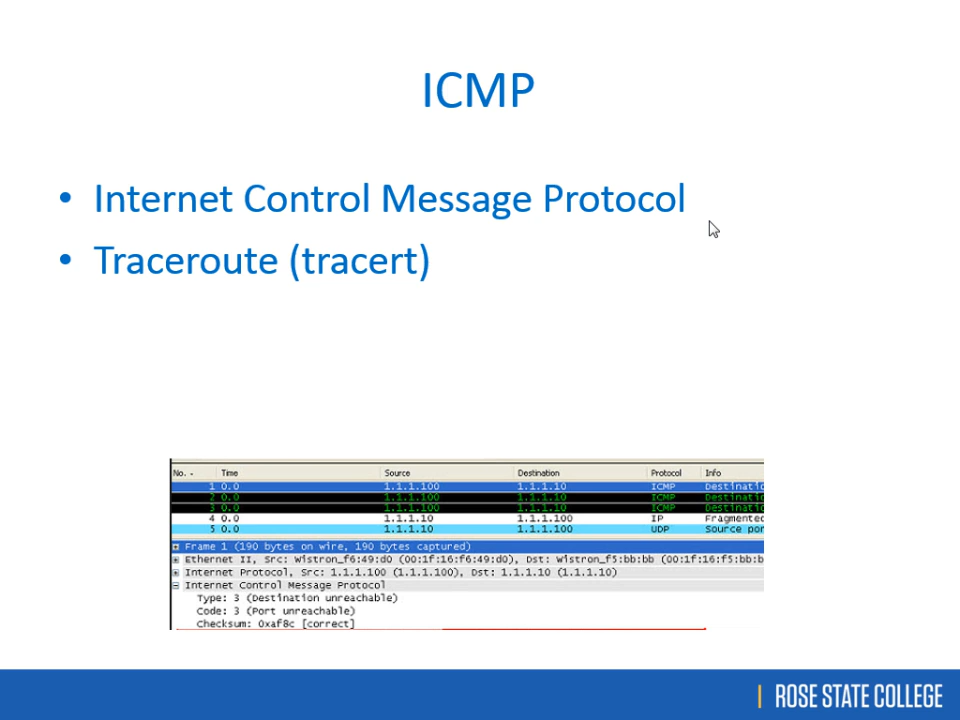 ICMP
• Internet Control Message Protocol
• Traceroute (tracert)
No. - Time Source Destination Protocol Info
1 0.0 1.1.1.100 1.1.1.10 ICMP Destinatio
2 0.0 1.1.1.100 1.1.1.10 ICMP Destinatio
3 0.0 1.1.1.100 1.1.1.10 ICMP Destinatio
4 0.0 1.1.1.10 1.1.1.100 IP Fragmented
5 0.0 1.1.1.10 1.1.1.100 UDP Source por
Frame 1 (190 bytes on wire, 190 bytes captured)
Ethernet II, Src: Wistron_f6:49:d0 (00:1f:16:f6:49:d0), Dst: Wistron_f5:bb:bb (00:1f:16:f5:bb:b
Internet Protocol, Src: 1.1.1.100 (1.1.1.100), Dst: 1.1.1.10 (1.1.1.10)
Internet Control Message Protocol
Type: 3 (Destination unreachable)
Code: 3 (Port unreachable)
Checksum: 0xaf8c [correct]
ROSE STATE COLLEGE